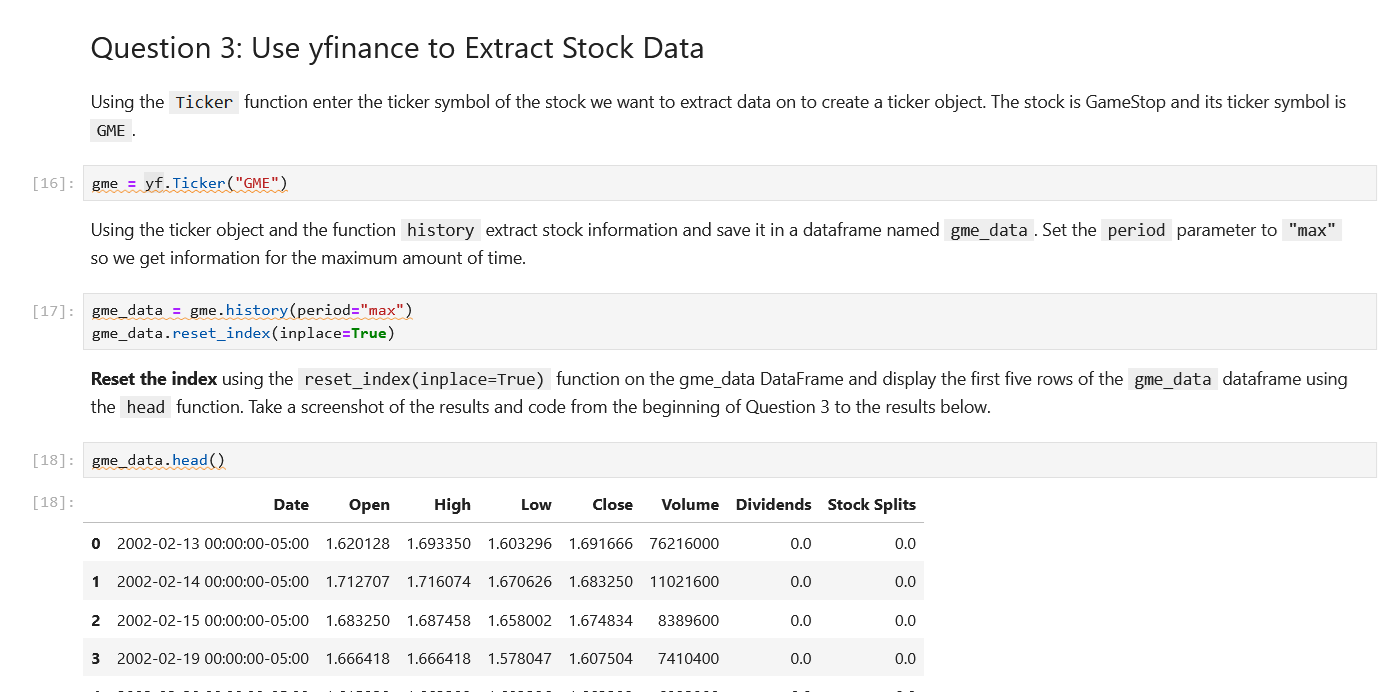 Question 3: Use yfinance to Extract Stock Data
Using the Ticker function enter the ticker symbol of the stock we want to extract data on to create a ticker object. The stock is GameStop and its ticker symbol is
GME .
[16]: gme = yf.Ticker("GME")
Using the ticker object and the function history extract stock information and save it in a dataframe named gme_data . Set the period parameter to "max"
so we get information for the maximum amount of time.
[17]: gme_data = gme.history(period="max")
gme_data.reset_index(inplace=True)
Reset the index using the reset_index(inplace=True) function on the gme_data DataFrame and display the first five rows of the gme_data dataframe using
the head function. Take a screenshot of the results and code from the beginning of Question 3 to the results below.
[18]: gme_data.head()
[18]: Date Open High Low Close Volume Dividends Stock Splits
0 2002-02-13 00:00:00-05:00 1.620128 1.693350 1.603296 1.691666 76216000 0.0 0.0
1 2002-02-14 00:00:00-05:00 1.712707 1.716074 1.670626 1.683250 11021600 0.0 0.0
2 2002-02-15 00:00:00-05:00 1.683250 1.687458 1.658002 1.674834 8389600 0.0 0.0
3 2002-02-19 00:00:00-05:00 1.666418 1.666418 1.578047 1.607504 7410400 0.0 0.0